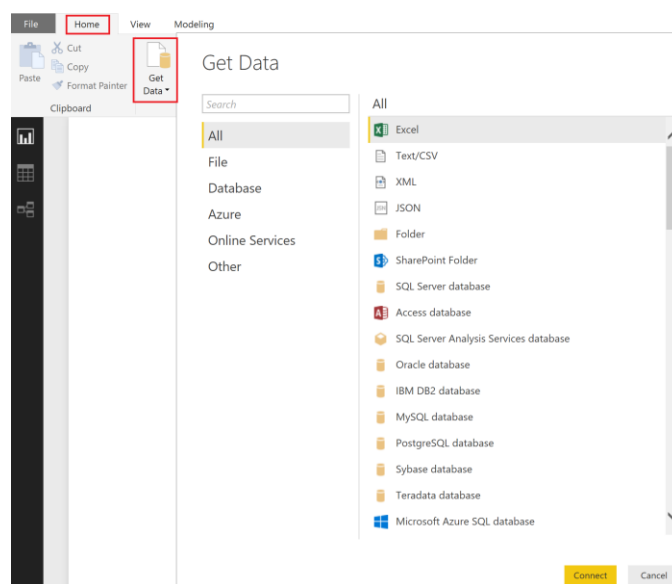 File Home View Modeling
Cut
Copy
Format Painter
Paste
Clipboard
Get
Data
Get Data
Search
All
File
Database
Azure
Online Services
Other
All
Excel
Text/CSV
XML
JSON
JSON
Folder
SharePoint Folder
SQL Server database
Access database
SQL Server Analysis Services database
Oracle database
IBM DB2 database
MySQL database
PostgreSQL database
Sybase database
Teradata database
Microsoft Azure SQL database
Connect Cancel